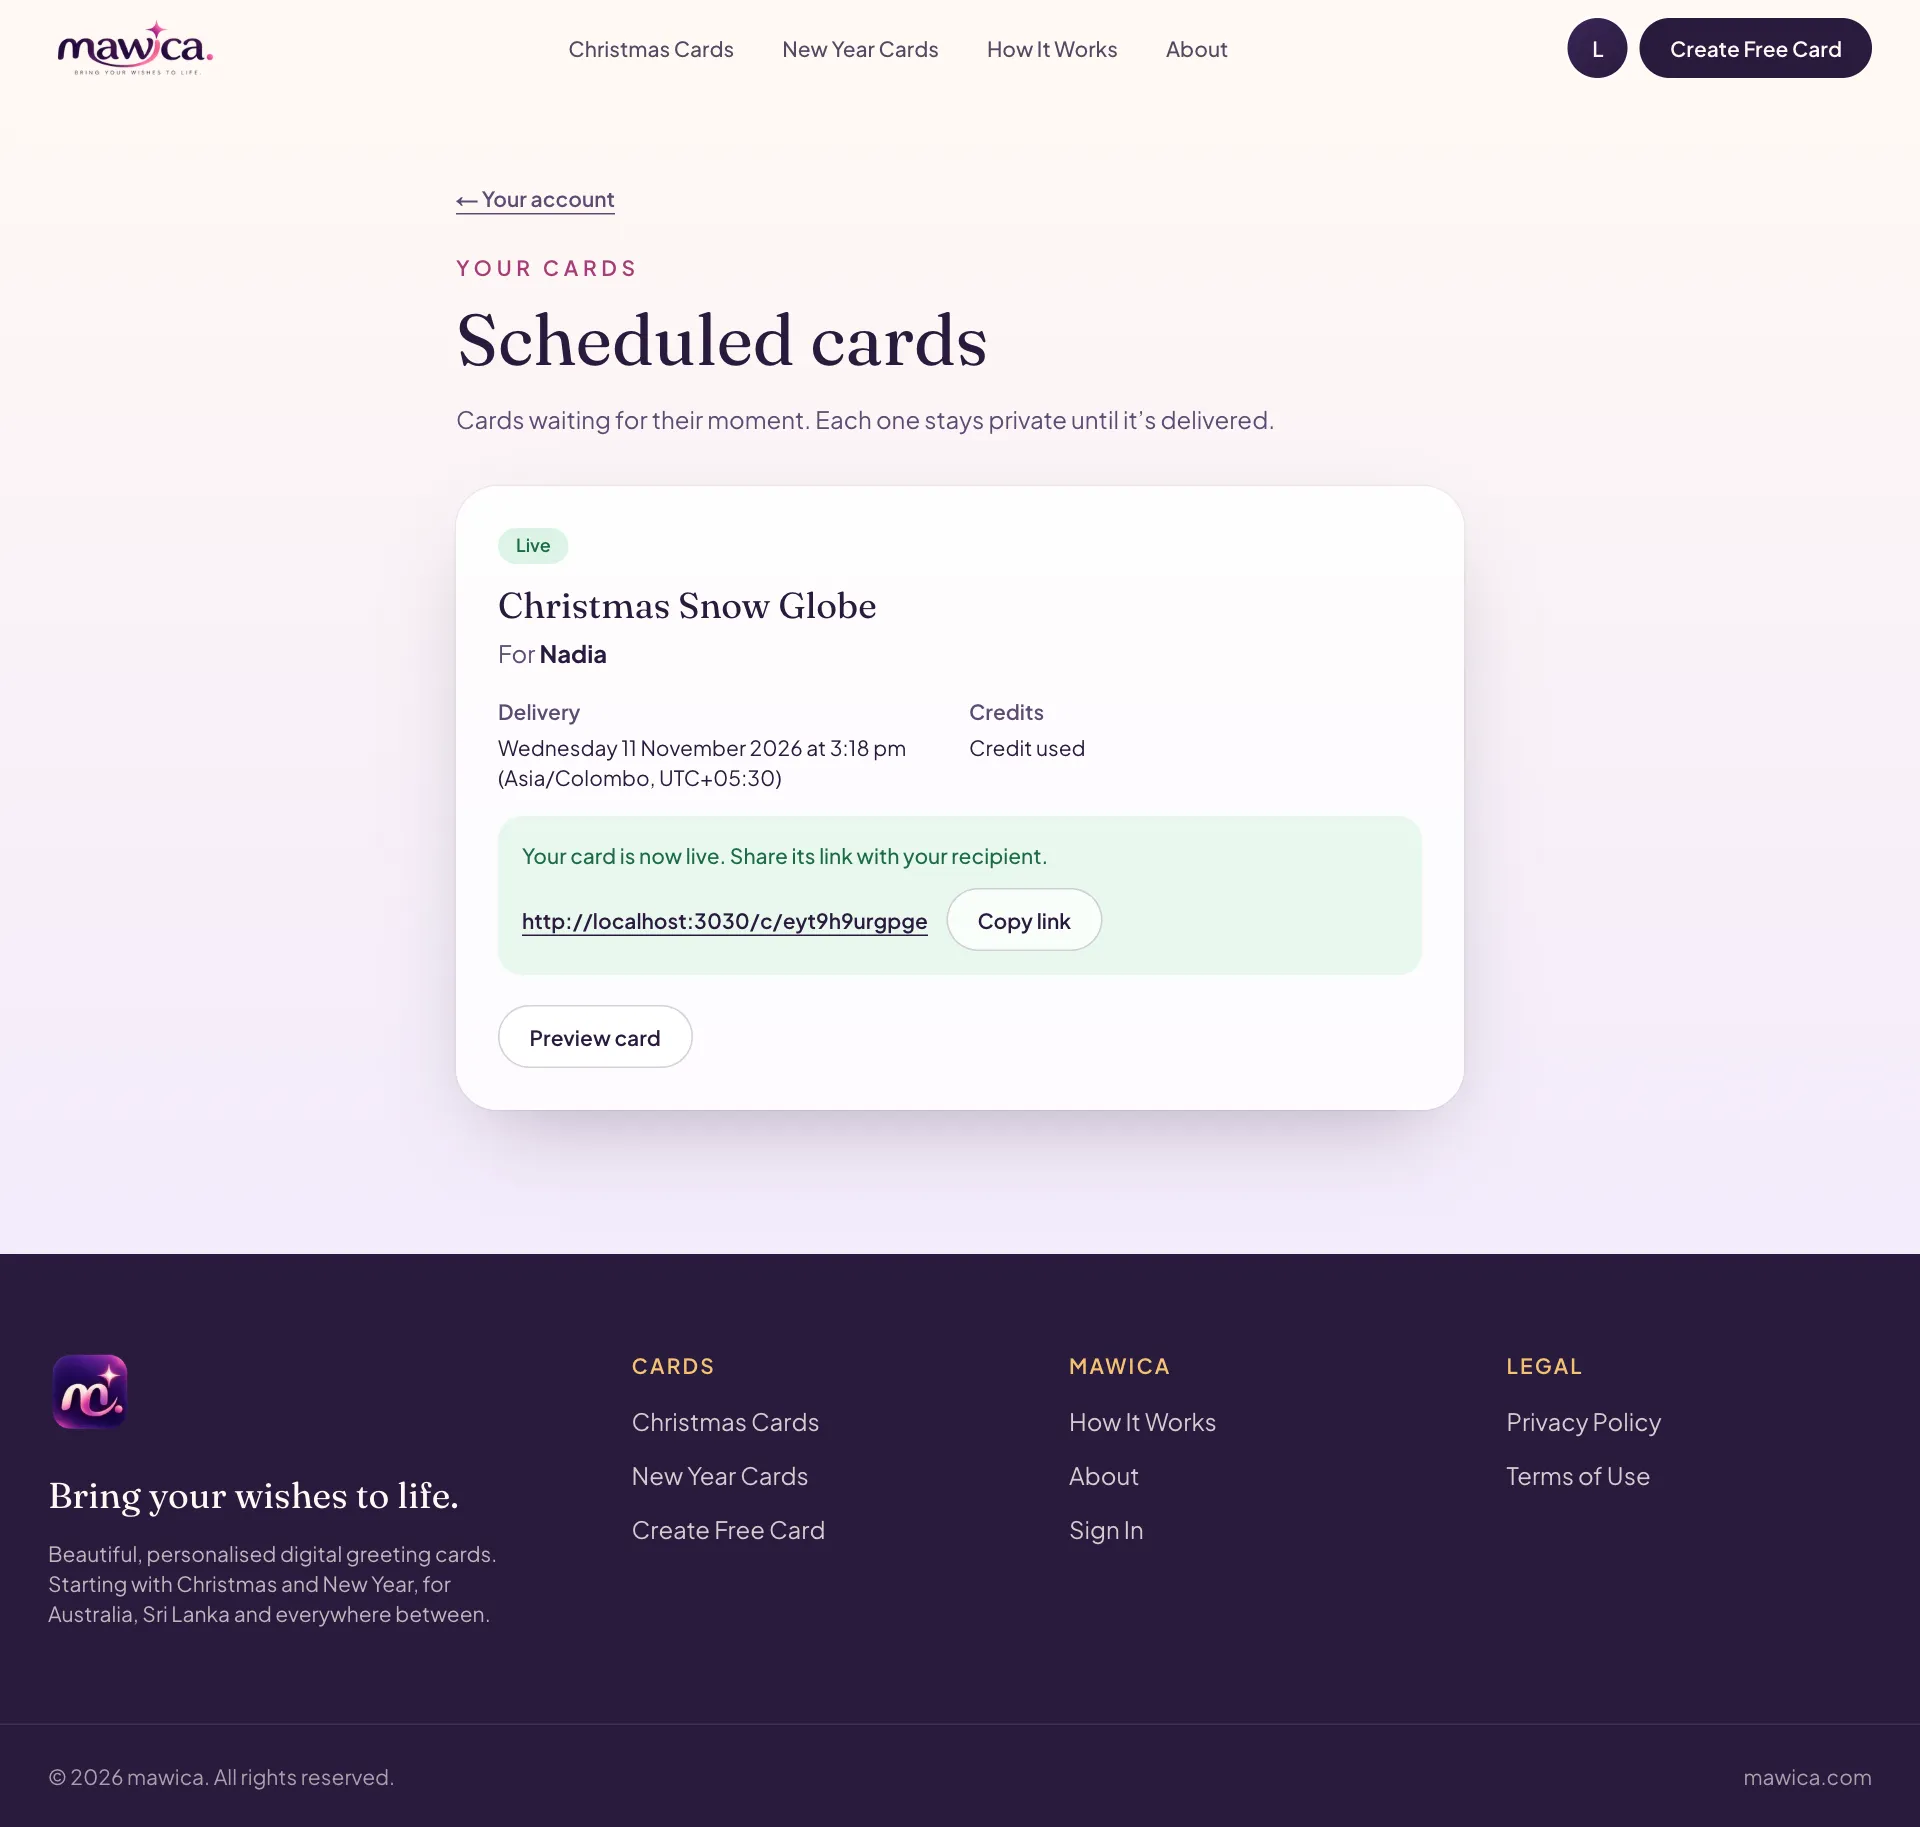 mawica.
BRING YOUR WISHES TO LIFE.
Christmas Cards
New Year Cards
How It Works
About
L
Create Free Card
← Your account
YOUR CARDS
Scheduled cards
Cards waiting for their moment. Each one stays private until it’s delivered.
Live
Christmas Snow Globe
For Nadia
Delivery
Wednesday 11 November 2026 at 3:18 pm
(Asia/Colombo, UTC+05:30)
Credits
Credit used
Your card is now live. Share its link with your recipient.
http://localhost:3030/c/eyt9h9urgpge
Copy link
Preview card
m.
Bring your wishes to life.
Beautiful, personalised digital greeting cards.
Starting with Christmas and New Year, for
Australia, Sri Lanka and everywhere between.
CARDS
Christmas Cards
New Year Cards
Create Free Card
MAWICA
How It Works
About
Sign In
LEGAL
Privacy Policy
Terms of Use
© 2026 mawica. All rights reserved.
mawica.com